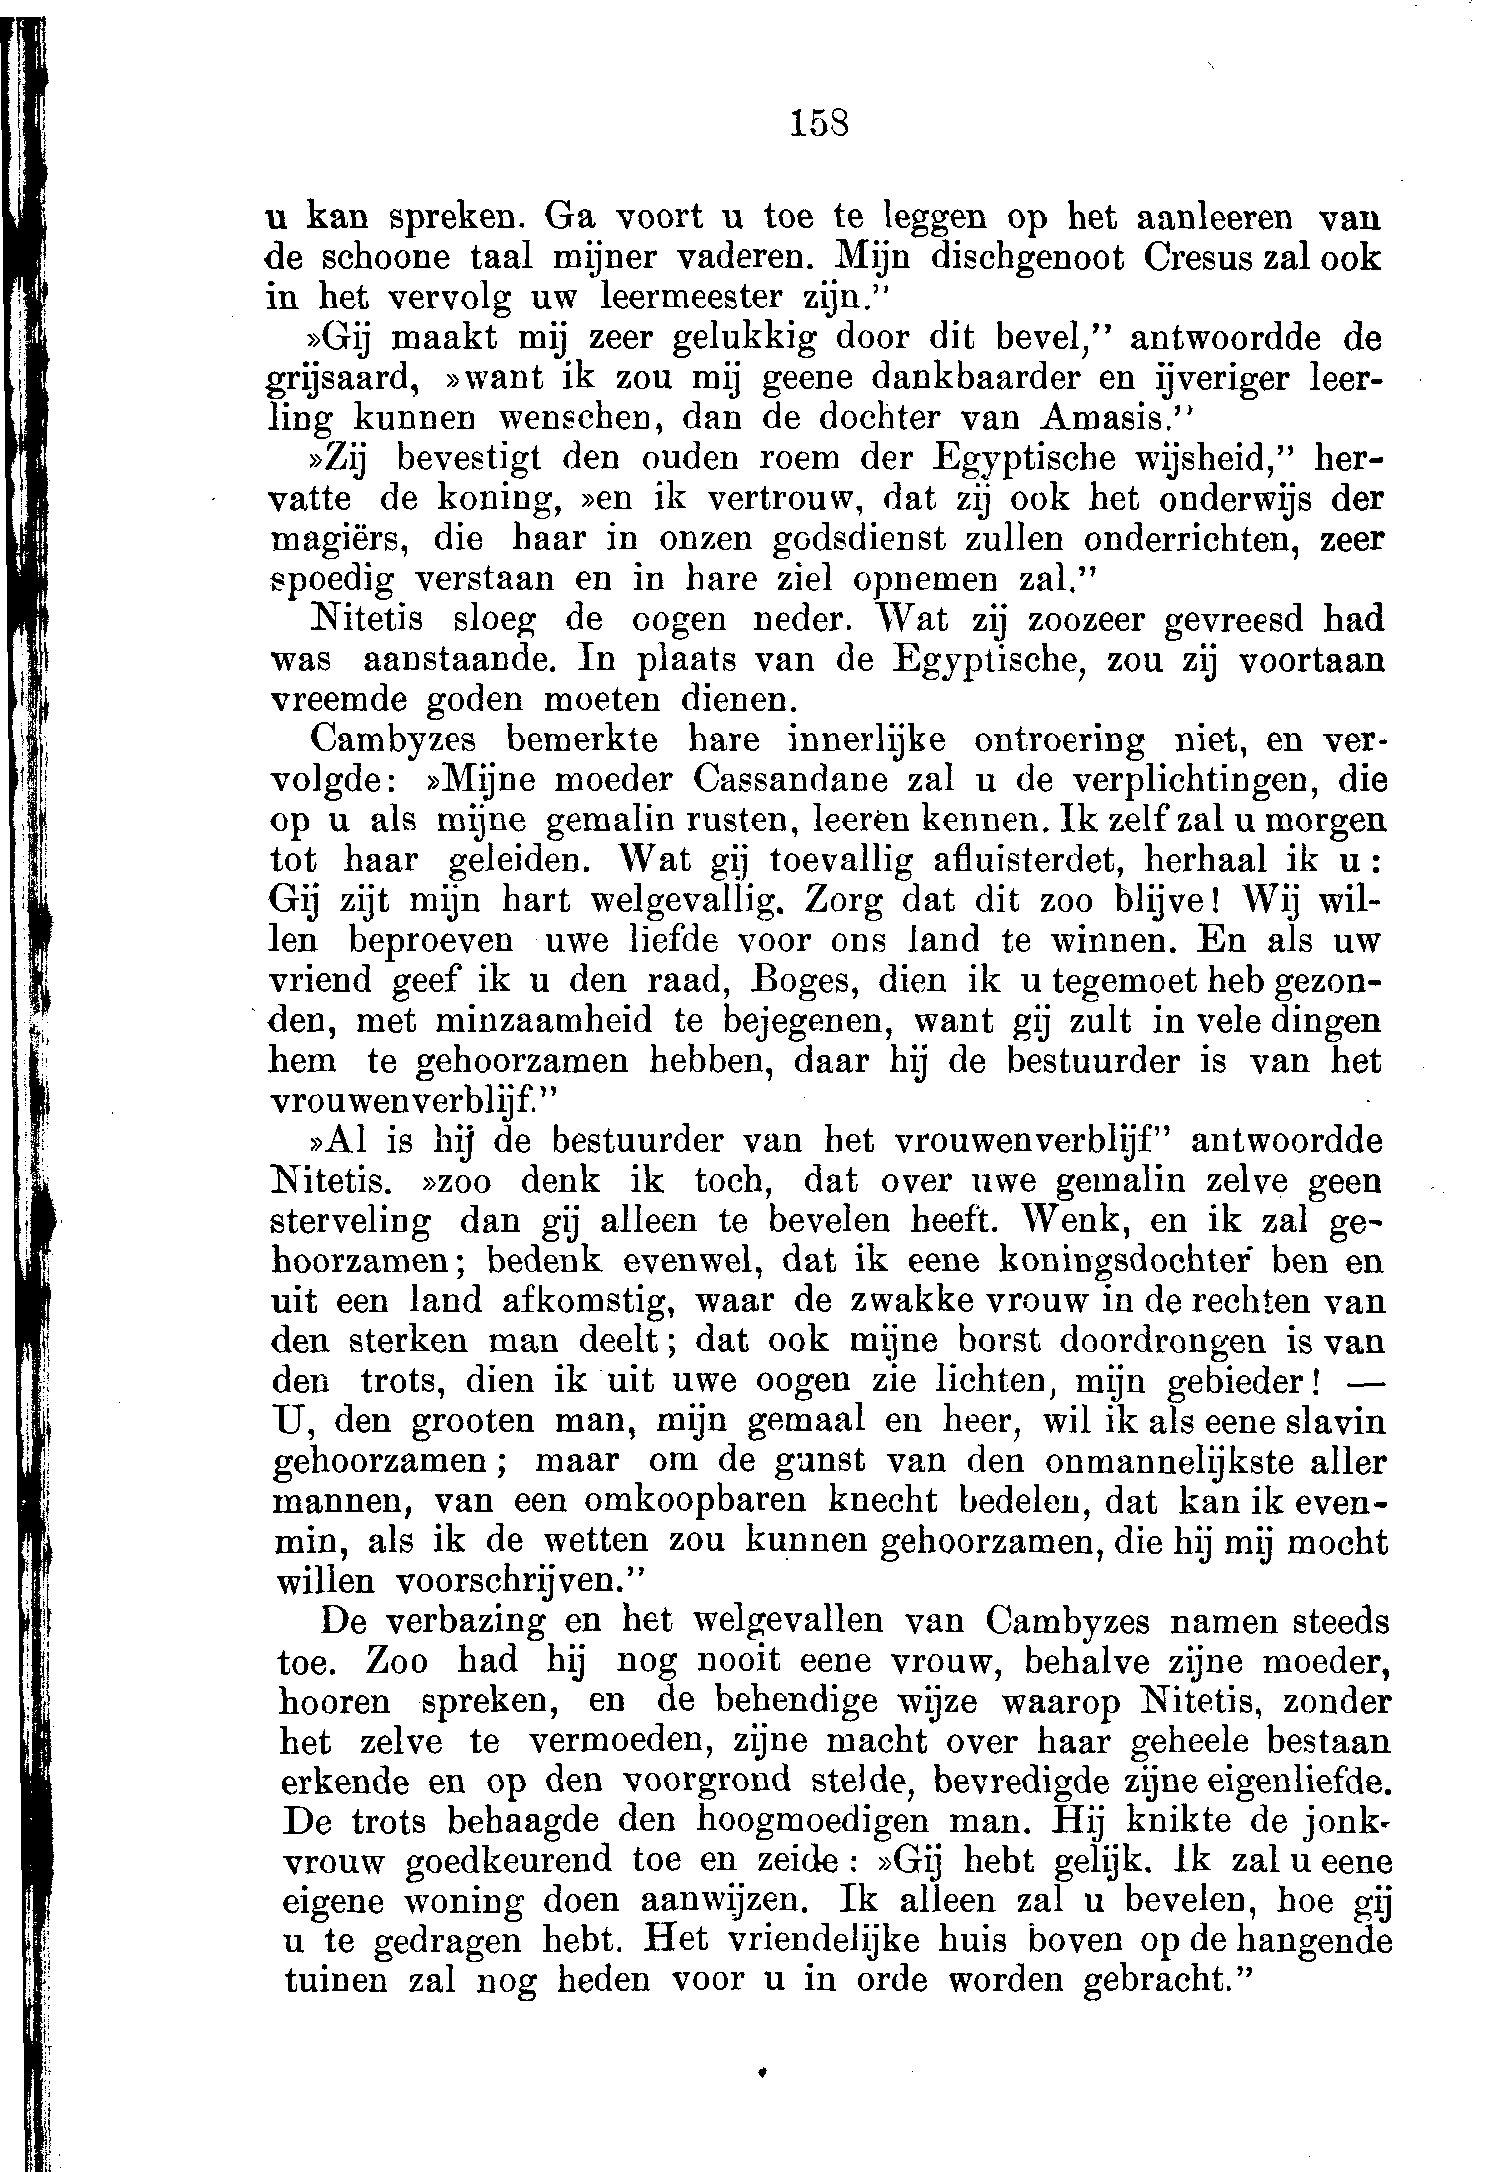 158
u kan spreken. Ga voort u toe te leggen op het aanleeren van
de schoone taal mijner vaderen. Mijn dischgenoot Cresus zal ook
in het vervolg uw leermeester zijn.”
»Gij maakt mij zeer gelukkig door dit bevel,” antwoordde de
grijsaard, »want ik zou mij geene dankbaarder en ijveriger leer-
ling kunnen wenschen, dan de dochter van Amasis.”
»Zij bevestigt den ouden roem der Egyptische wijsheid,” her-
vatte de koning, »en ik vertrouw, dat zij ook het onderwijs der
magiërs, die haar in onzen godsdienst zullen onderrichten, zeer
spoedig verstaan en in hare ziel opnemen zal.”
Nitetis sloeg de oogen neder. Wat zij zoozeer gevreesd had
was aanstaande. In plaats van de Egyptische, zou zij voortaan
vreemde goden moeten dienen.
Cambyzes bemerkte hare innerlijke ontroering niet, en ver-
volgde: »Mijne moeder Cassandane zal u de verplichtingen, die
op u als mijne gemalin rusten, leeren kennen. Ik zelf zal u morgen
tot haar geleiden. Wat gij toevallig afluisterdet, herhaal ik u:
Gij zijt mijn hart welgevallig. Zorg dat dit zoo blijve! Wij wil-
len beproeven uwe liefde voor ons land te winnen. En als uw
vriend geef ik u den raad, Boges, dien ik u tegemoet heb gezon-
den, met minzaamheid te bejegenen, want gij zult in vele dingen
hem te gehoorzamen hebben, daar hij de bestuurder is van het
vrouwenverblijf.”
»Al is hij de bestuurder van het vrouwenverblijf” antwoordde
Nitetis. »zoo denk ik toch, dat over uwe gemalin zelve geen
sterveling dan gij alleen te bevelen heeft. Wenk, en ik zal ge-
hoorzamen; bedenk evenwel, dat ik eene koningsdochter ben en
uit een land afkomstig, waar de zwakke vrouw in de rechten van
den sterken man deelt; dat ook mijne borst doordrongen is van
den trots, dien ik uit uwe oogen zie lichten, mijn gebieder! —
U, den grooten man, mijn gemaal en heer, wil ik als eene slavin
gehoorzamen; maar om de gunst van den onmannelijkste aller
mannen, van een omkoopbaren knecht bedelen, dat kan ik even-
min, als ik de wetten zou kunnen gehoorzamen, die hij mij mocht
willen voorschrijven.”
De verbazing en het welgevallen van Cambyzes namen steeds
toe. Zoo had hij nog nooit eene vrouw, behalve zijne moeder,
hooren spreken, en de behendige wijze waarop Nitetis, zonder
het zelve te vermoeden, zijne macht over haar geheele bestaan
erkende en op den voorgrond stelde, bevredigde zijne eigenliefde.
De trots behaagde den hoogmoedigen man. Hij knikte de jonk-
vrouw goedkeurend toe en zeide: »Gij hebt gelijk. Ik zal u eene
eigene woning doen aanwijzen. Ik alleen zal u bevelen, hoe gij
u te gedragen hebt. Het vriendelijke huis boven op de hangende
tuinen zal nog heden voor u in orde worden gebracht.”